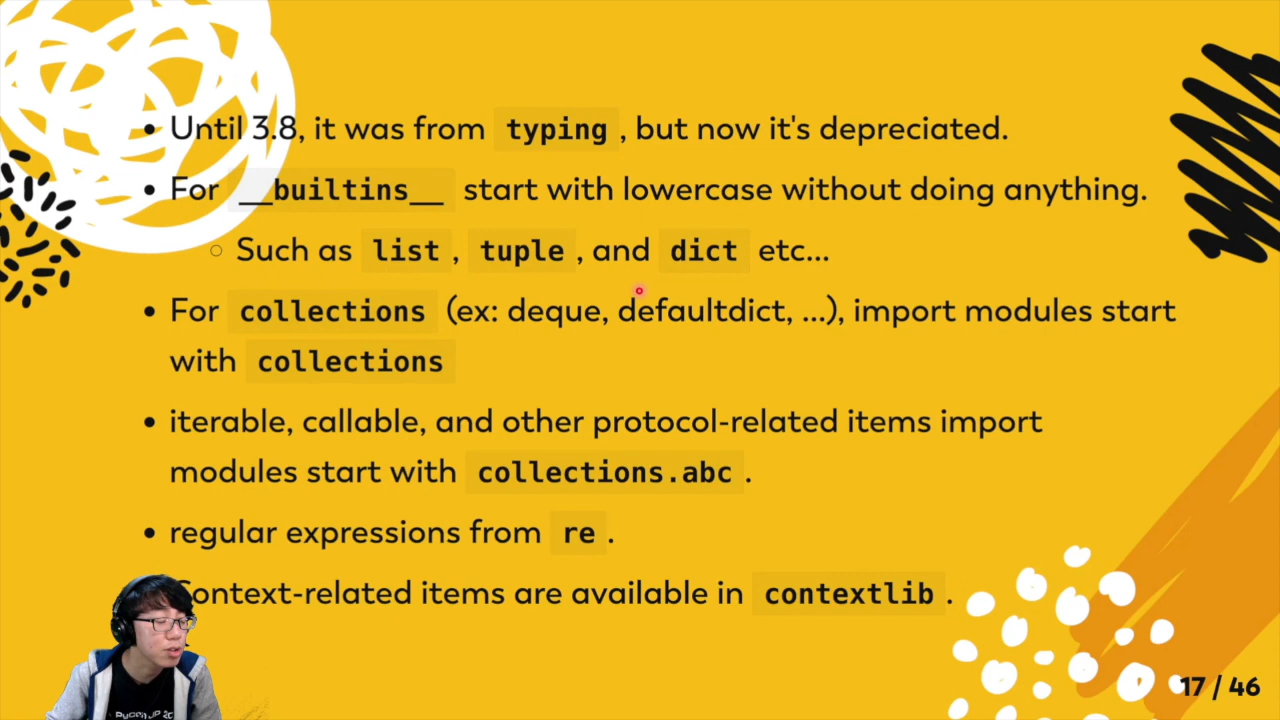 Until 3.8, it was from typing , but now it's depreciated.
For __builtins__ start with lowercase without doing anything.
Such as list , tuple , and dict etc...
For collections (ex: deque, defaultdict, ...), import modules start
with collections
iterable, callable, and other protocol-related items import
modules start with collections.abc .
regular expressions from re .
Context-related items are available in contextlib .
17 / 46